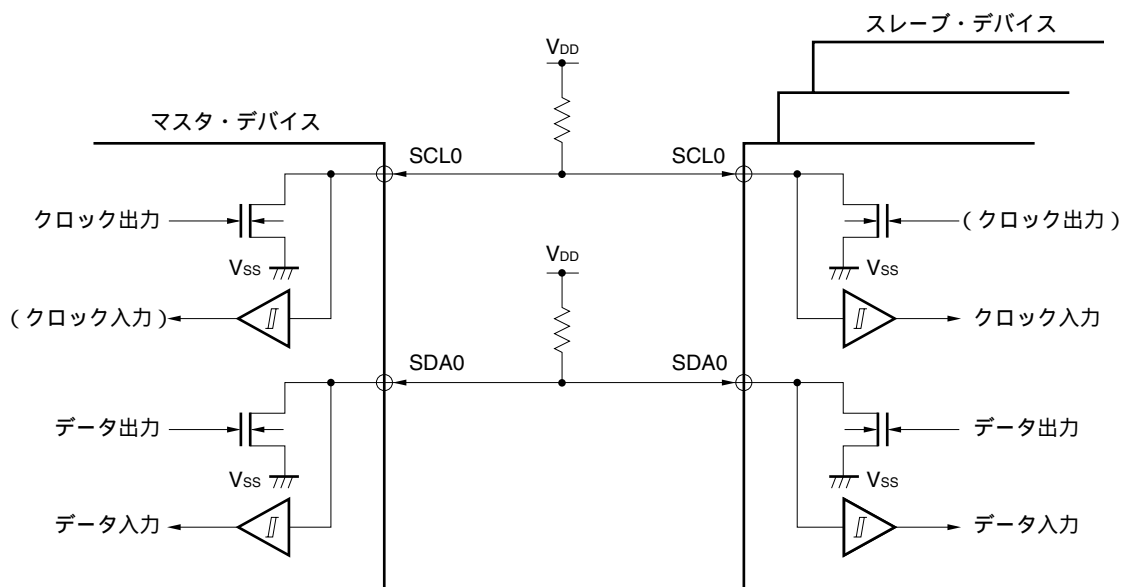 スレーブ・デバイス
VDD
マスタ・デバイス
SCL0
SCL0
クロック出力
(クロック出力)
VSS
VDD
VSS
(クロック入力)
クロック入力
SDA0
SDA0
データ出力
データ出力
VSS
VSS
データ入力
データ入力